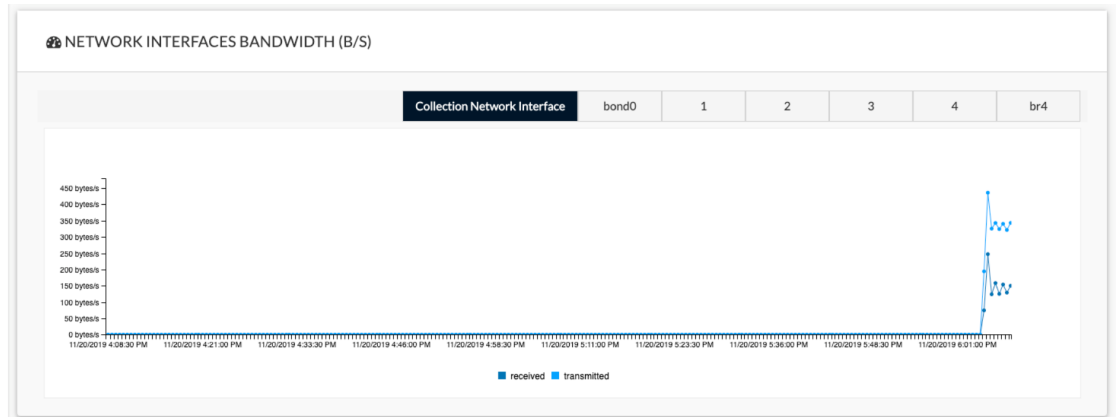 NETWORK INTERFACES BANDWIDTH (B/S)
Collection Network Interface bond0 1 2 3 4 br4
450 bytes/s
400 bytes/s
350 bytes/s
300 bytes/s
250 bytes/s
200 bytes/s
150 bytes/s
100 bytes/s
50 bytes/s
0 bytes/s
11/20/2019 4:08:30 PM 11/20/2019 4:21:00 PM 11/20/2019 4:33:30 PM 11/20/2019 4:46:00 PM 11/20/2019 4:58:30 PM 11/20/2019 5:11:00 PM 11/20/2019 5:23:30 PM 11/20/2019 5:36:00 PM 11/20/2019 5:48:30 PM 11/20/2019 6:01:00 PM
received transmitted